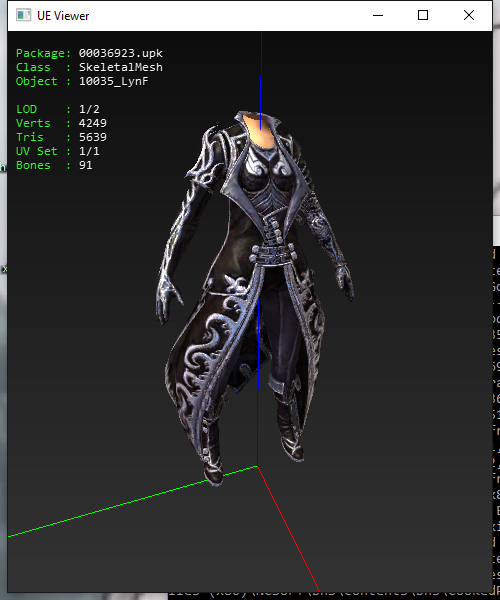 UE Viewer
Package: 00036923.upk
Class : SkeletalMesh
Object : 10035_LynF
LOD : 1/2
Verts : 4249
Tris : 5639
UV Set : 1/1
Bones : 91